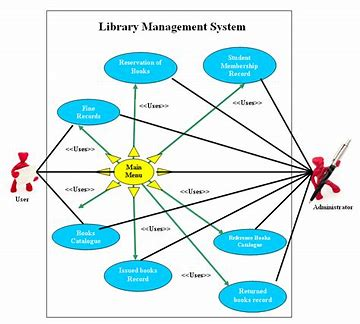 Library Management System
Reservation of
Books
Student
Membership
Record
<<Uses>>
<<Uses>>
Fine
Records
<<Uses>>
<<Uses>>
Main
Menu
<<Uses>>
<<Uses>>
User
Administrator
Books
Catalogue
<<Uses>>
<<Uses>>
Reference Books
Catalogue
Issued books
Record
<<Uses>>
Returned
books record